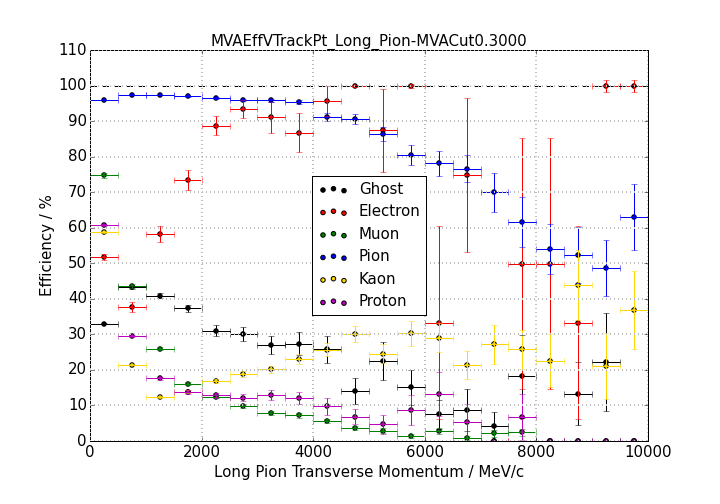 MVAEffVTrackPt_Long_Pion-MVACut0.3000
Efficiency / %
110
100
90
80
70
60
50
40
30
20
10
0
Ghost
Electron
Muon
Pion
Kaon
Proton
0 2000 4000 6000 8000 10000
Long Pion Transverse Momentum / MeV/c